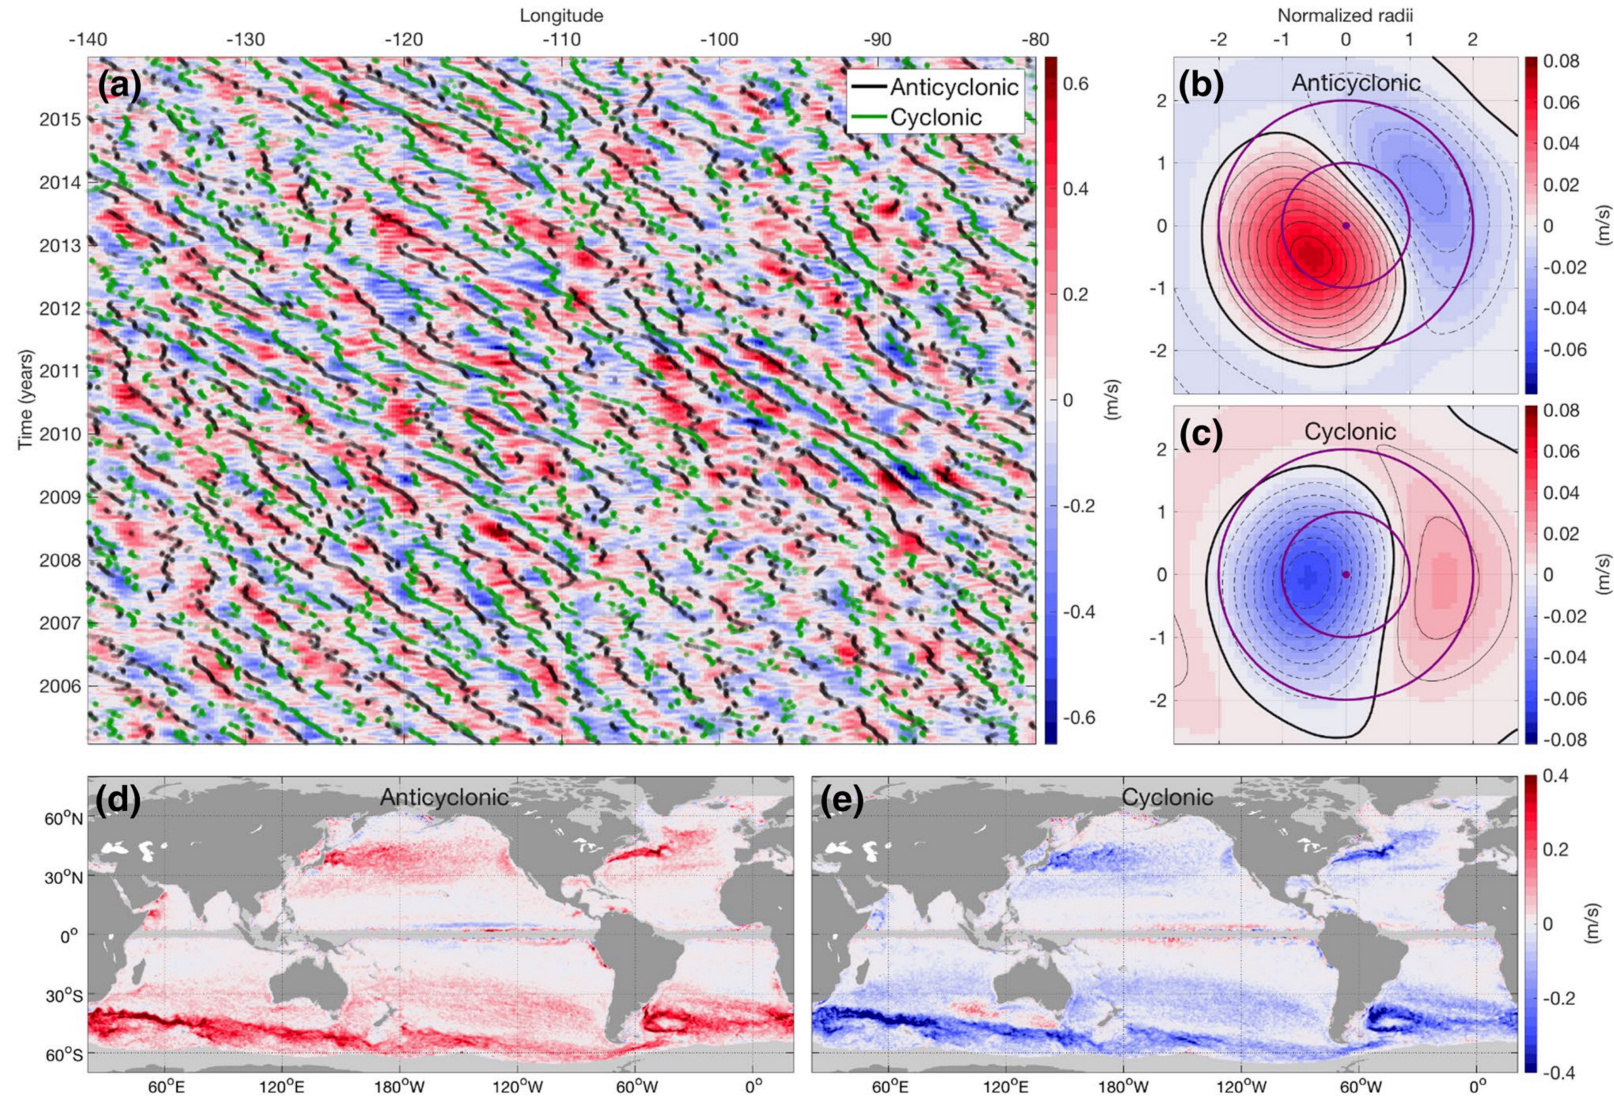 Longitude
-140 -130 -120 -110 -100 -90 -80
(a)
Anticyclonic
Cyclonic
Time (years)
2015
2014
2013
2012
2011
2010
2009
2008
2007
2006
0.6
0.4
0.2
0
-0.2
-0.4
-0.6
(m/s)
Normalized radii
-2 -1 0 1 2
(b)
Anticyclonic
2
1
0
-1
-2
0.08
0.06
0.04
0.02
0
-0.02
-0.04
-0.06
(m/s)
(c)
Cyclonic
2
1
0
-1
-2
0.08
0.06
0.04
0.02
0
-0.02
-0.04
-0.06
-0.08
(m/s)
(d)
Anticyclonic
60°N
30°N
0°
30°S
60°S
60°E 120°E 180°W 120°W 60°W 0°
(e)
Cyclonic
60°E 120°E 180°W 120°W 60°W 0°
0.4
0.2
0
-0.2
-0.4
(m/s)